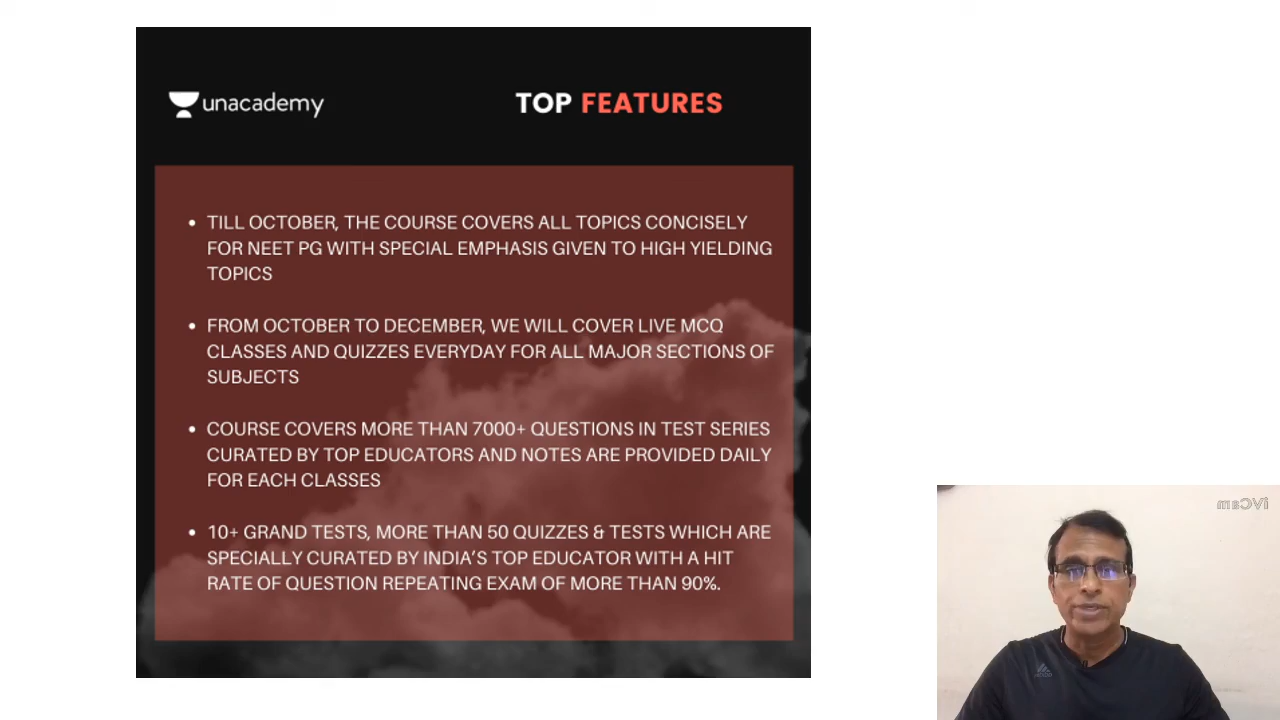 unacademy
TOP FEATURES
• TILL OCTOBER, THE COURSE COVERS ALL TOPICS CONCISELY
FOR NEET PG WITH SPECIAL EMPHASIS GIVEN TO HIGH YIELDING
TOPICS
• FROM OCTOBER TO DECEMBER, WE WILL COVER LIVE MCQ
CLASSES AND QUIZZES EVERYDAY FOR ALL MAJOR SECTIONS OF
SUBJECTS
• COURSE COVERS MORE THAN 7000+ QUESTIONS IN TEST SERIES
CURATED BY TOP EDUCATORS AND NOTES ARE PROVIDED DAILY
FOR EACH CLASSES
• 10+ GRAND TESTS, MORE THAN 50 QUIZZES & TESTS WHICH ARE
SPECIALLY CURATED BY INDIA'S TOP EDUCATOR WITH A HIT
RATE OF QUESTION REPEATING EXAM OF MORE THAN 90%.
iVCam